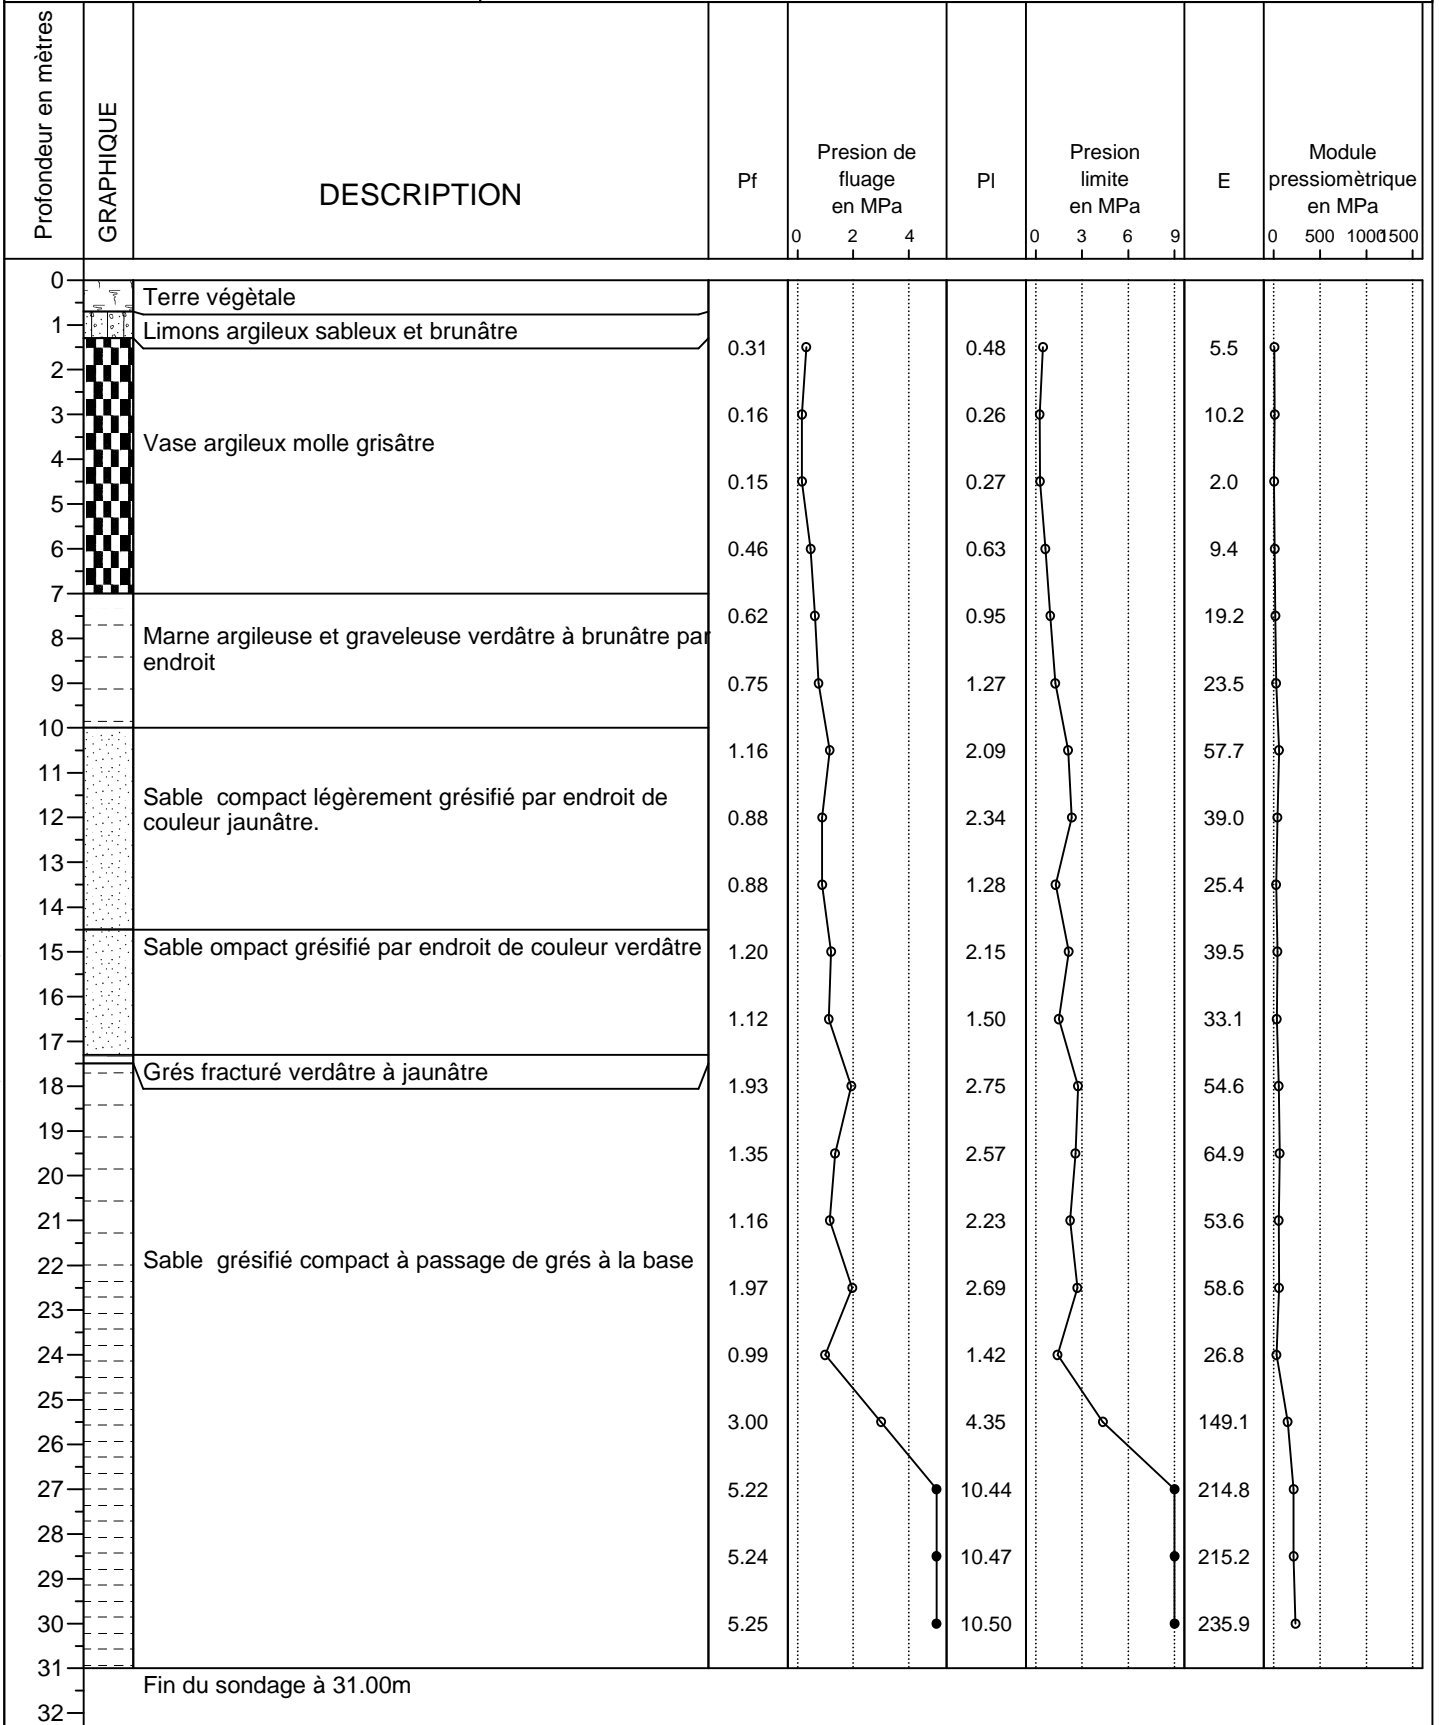 Profondeur en mètres
GRAPHIQUE
DESCRIPTION
Pf
Presion de
fluage
en MPa
0 2 4
Pl
Presion
limite
en MPa
0 3 6 9
E
Module
pressiomètrique
en MPa
0 500 1000 1500
0
Terre végètale
1
Limons argileux sableux et brunâtre
0.31 0.48 5.5
2
3
0.16 0.26 10.2
Vase argileux molle grisâtre
4
0.15 0.27 2.0
5
6
0.46 0.63 9.4
7
0.62 0.95 19.2
Marne argileuse et graveleuse verdâtre à brunâtre par
8
endroit
9
0.75 1.27 23.5
10
1.16 2.09 57.7
11
Sable compact légèrement grésifié par endroit de
12
couleur jaunâtre.
0.88 2.34 39.0
13
0.88 1.28 25.4
14
Sable ompact grésifié par endroit de couleur verdâtre
15
1.20 2.15 39.5
16
1.12 1.50 33.1
17
Grés fracturé verdâtre à jaunâtre
18
1.93 2.75 54.6
19
1.35 2.57 64.9
20
21
1.16 2.23 53.6
Sable grésifié compact à passage de grés à la base
22
1.97 2.69 58.6
23
24
0.99 1.42 26.8
25
3.00 4.35 149.1
26
27
5.22 10.44 214.8
28
5.24 10.47 215.2
29
30
5.25 10.50 235.9
31
Fin du sondage à 31.00m
32